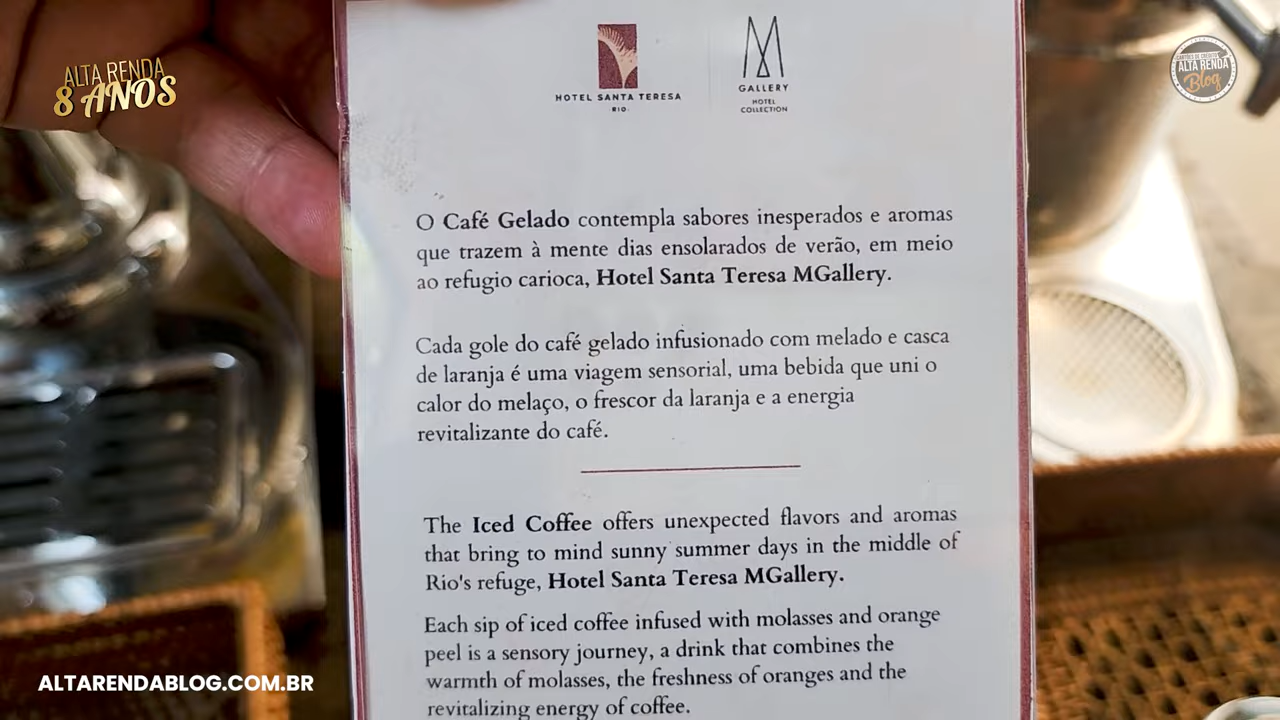 ALTA RENDA
8 ANOS
HOTEL SANTA TERESA
RIO
M
GALLERY
HOTEL
COLLECTION
CARTÕES DE CRÉDITO
ALTA RENDA
Blog
O Café Gelado contempla sabores inesperados e aromas
que trazem à mente dias ensolarados de verão, em meio
ao refugio carioca, Hotel Santa Teresa MGallery.
Cada gole do café gelado infusionado com melado e casca
de laranja é uma viagem sensorial, uma bebida que uni o
calor do melaço, o frescor da laranja e a energia
revitalizante do café.
The Iced Coffee offers unexpected flavors and aromas
that bring to mind sunny summer days in the middle of
Rio's refuge, Hotel Santa Teresa MGallery.
Each sip of iced coffee infused with molasses and orange
peel is a sensory journey, a drink that combines the
warmth of molasses, the freshness of oranges and the
revitalizing energy of coffee.
ALTARENDABLOG.COM.BR